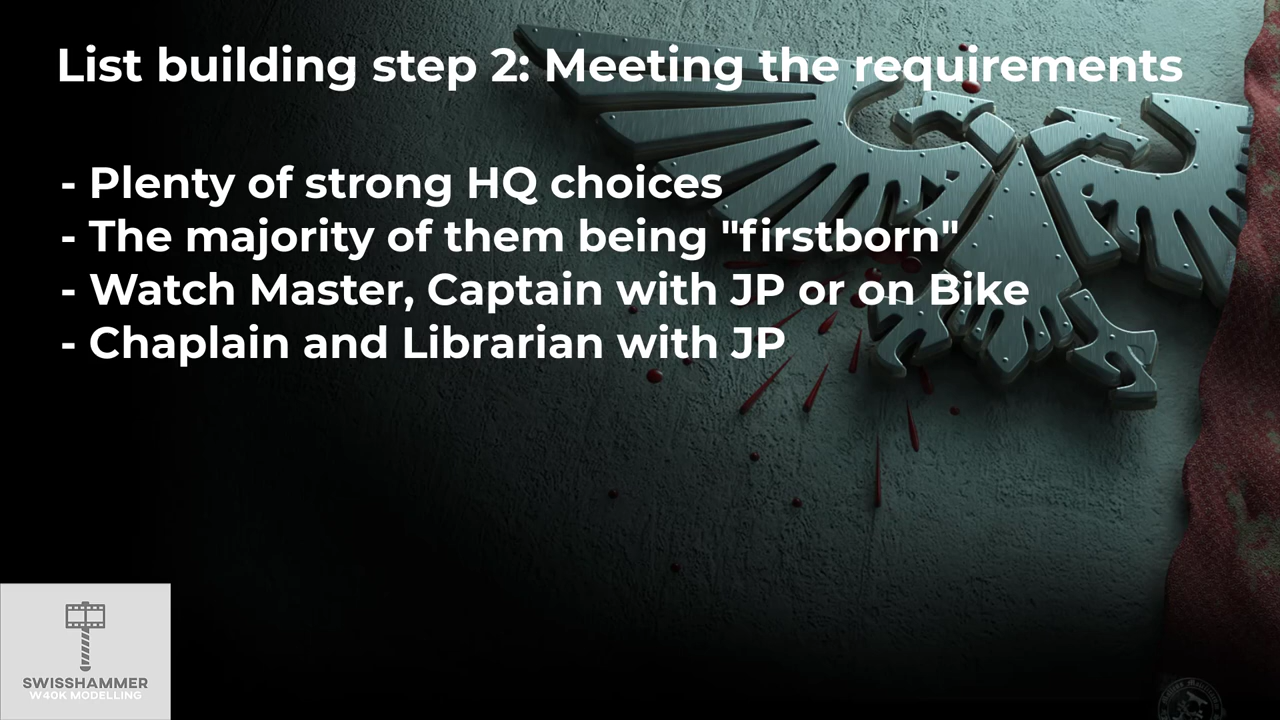 List building step 2: Meeting the requirements
- Plenty of strong HQ choices
- The majority of them being "firstborn"
- Watch Master, Captain with JP or on Bike
- Chaplain and Librarian with JP
SWISSHAMMER
W40K MODELLING